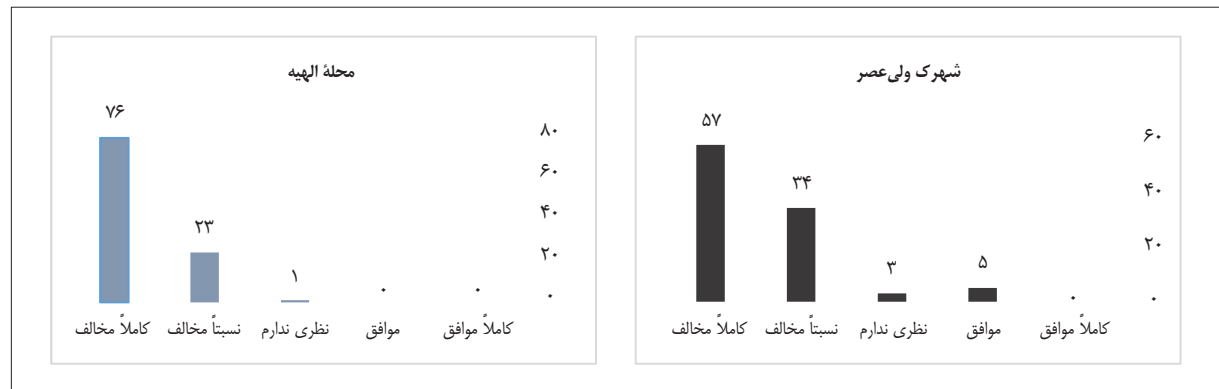 شهرک ولی‌عصر
۶۰
۴۰
۲۰
۰
۵۷
۳۴
۳
۵
۰
کاملاً موافق
موافق
نظری ندارم
نسبتاً مخالف
کاملاً مخالف
محلهٔ الهیه
۸۰
۶۰
۴۰
۲۰
۰
۷۶
۲۳
۱
۰
۰
کاملاً موافق
موافق
نظری ندارم
نسبتاً مخالف
کاملاً مخالف